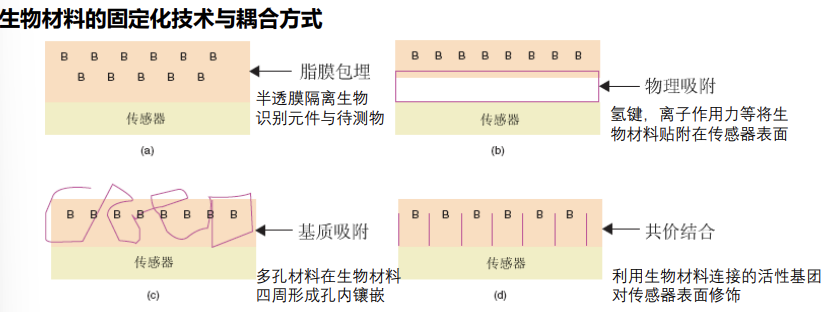 生物材料的固定化技术与耦合方式
B B B B B B
B B B B B
脂膜包埋
半透膜隔离生物
识别元件与待测物
传感器
(a)
B B B B B B B B
物理吸附
氢键，离子作用力等将生
物材料贴附在传感器表面
传感器
(b)
B B B B B B B B
基质吸附
多孔材料在生物材料
四周形成孔内镶嵌
传感器
(c)
B B B B B B
共价结合
利用生物材料连接的活性基团
对传感器表面修饰
传感器
(d)